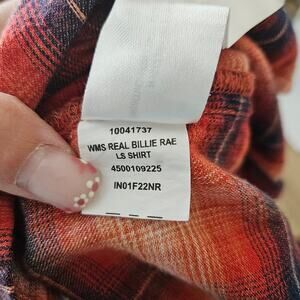 10041737
WMS REAL BILLIE RAE
LS SHIRT
4500109225
IN01F22NR